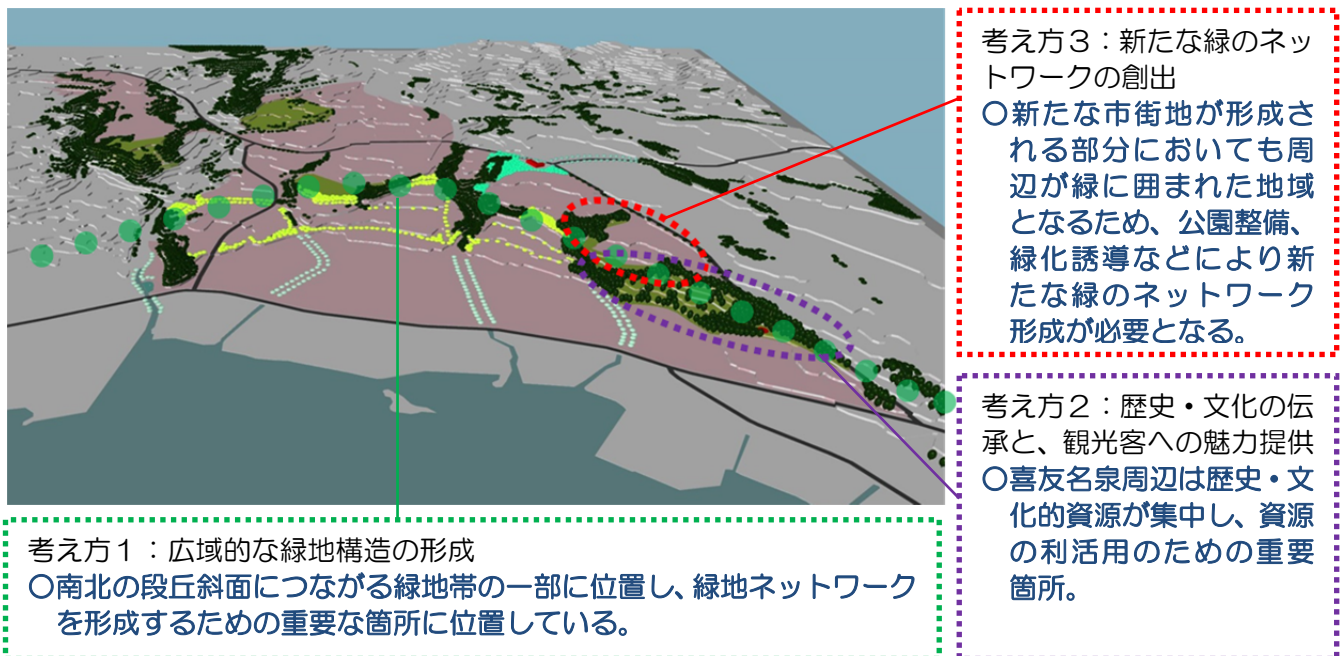 考え方３：新たな緑のネッ
トワークの創出
〇新たな市街地が形成さ
れる部分においても周
辺が緑に囲まれた地域
となるため、公園整備、
緑化誘導などにより新
たな緑のネットワーク
形成が必要となる。
考え方２：歴史・文化の伝
承と、観光客への魅力提供
〇喜友名泉周辺は歴史・文
化的資源が集中し、資源
の利活用のための重要
箇所。
考え方１：広域的な緑地構造の形成
〇南北の段丘斜面につながる緑地帯の一部に位置し、緑地ネットワーク
を形成するための重要な箇所に位置している。